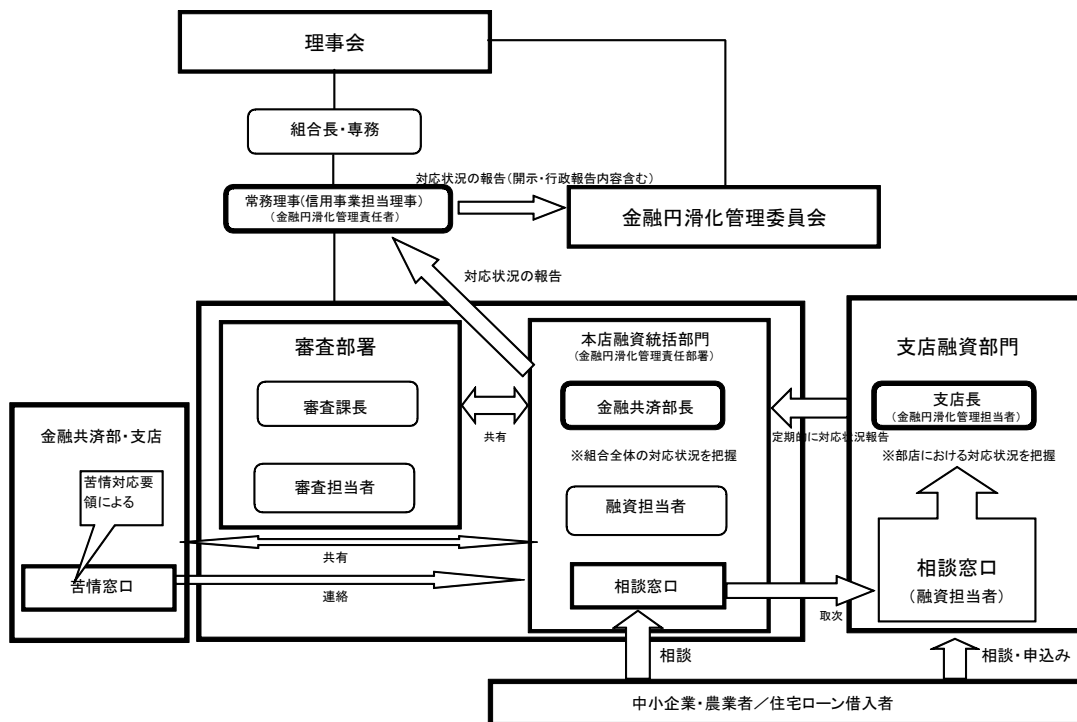 理事会
組合長・専務
対応状況の報告(開示・行政報告内容含む)
常務理事(信用事業担当理事)
(金融円滑化管理責任者)
金融円滑化管理委員会
対応状況の報告
審査部署
審査課長
審査担当者
共有
本店融資統括部門
(金融円滑化管理責任部署)
金融共済部長
※組合全体の対応状況を把握
融資担当者
相談窓口
支店融資部門
支店長
(金融円滑化管理担当者)
定期的に対応状況報告
※部店における対応状況を把握
相談窓口
(融資担当者)
取次
金融共済部・支店
苦情対応要
領による
苦情窓口
共有
連絡
相談
相談・申込み
中小企業・農業者／住宅ローン借入者